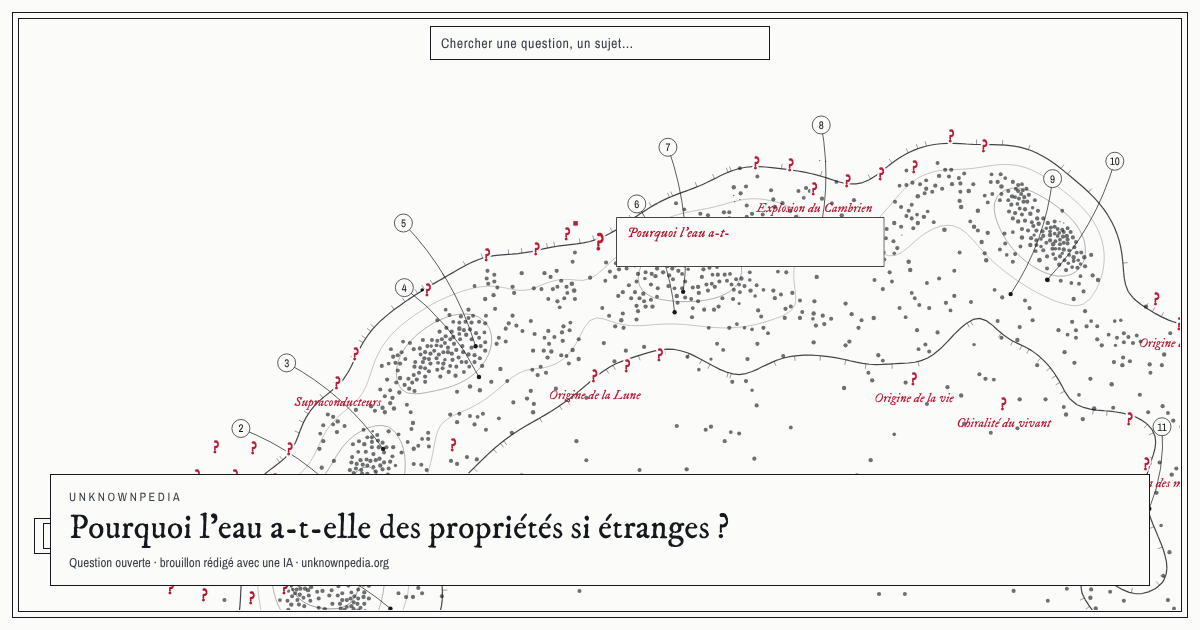 Chercher une question, un sujet...
8
7
10
9
6
Explosion du Cambrien
5
Pourquoi l'eau a-t-
4
Origine
3
Origine de la Lune
Origine de la vie
Supraconducteurs
Chiralité du vivant
2
11
des
UNKNOWNPEDIA
Pourquoi l'eau a-t-elle des propriétés si étranges ?
Question ouverte · brouillon rédigé avec une IA · unknownpedia.org